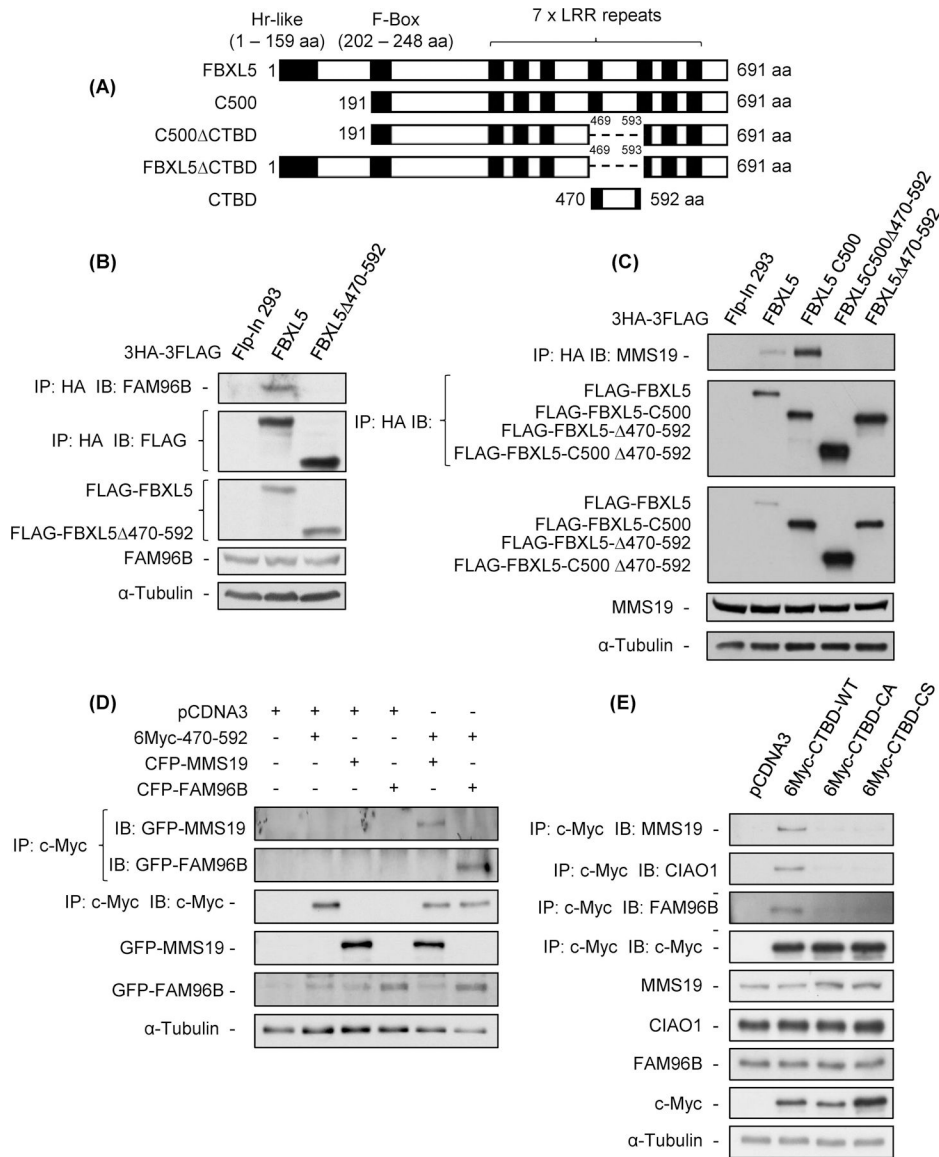 Hr-like F-Box 7 x LRR repeats
(1 – 159 aa) (202 – 248 aa)
(A)
FBXL5 1 691 aa
C500 191 691 aa
469 593
C500ΔCTBD 191 691 aa
469 593
FBXL5ΔCTBD 1 691 aa
CTBD 470 592 aa
(B)
3HA-3FLAG Flp-In 293 FBXL5 FBXL5Δ470-592
IP: HA IB: FAM96B -
IP: HA IB: FLAG
FLAG-FBXL5
FLAG-FBXL5Δ470-592
FAM96B -
α-Tubulin -
(C)
3HA-3FLAG Flp-In 293 FBXL5 FBXL5 C500 FBXL5C500Δ470-592 FBXL5Δ470-592
IP: HA IB: MMS19 -
IP: HA IB:
FLAG-FBXL5
FLAG-FBXL5-C500
FLAG-FBXL5-Δ470-592
FLAG-FBXL5-C500 Δ470-592
FLAG-FBXL5
FLAG-FBXL5-C500
FLAG-FBXL5-Δ470-592
FLAG-FBXL5-C500 Δ470-592
MMS19 -
α-Tubulin -
(D)
pCDNA3 + + + + - -
6Myc-470-592 - + - - + +
CFP-MMS19 - - + - + -
CFP-FAM96B - - - + - +
IP: c-Myc
IB: GFP-MMS19
IB: GFP-FAM96B
IP: c-Myc IB: c-Myc -
GFP-MMS19 -
GFP-FAM96B -
α-Tubulin -
(E)
pCDNA3 6Myc-CTBD-WT 6Myc-CTBD-CA 6Myc-CTBD-CS
IP: c-Myc IB: MMS19 -
IP: c-Myc IB: CIAO1 -
IP: c-Myc IB: FAM96B -
IP: c-Myc IB: c-Myc -
MMS19 -
CIAO1 -
FAM96B -
c-Myc -
α-Tubulin -